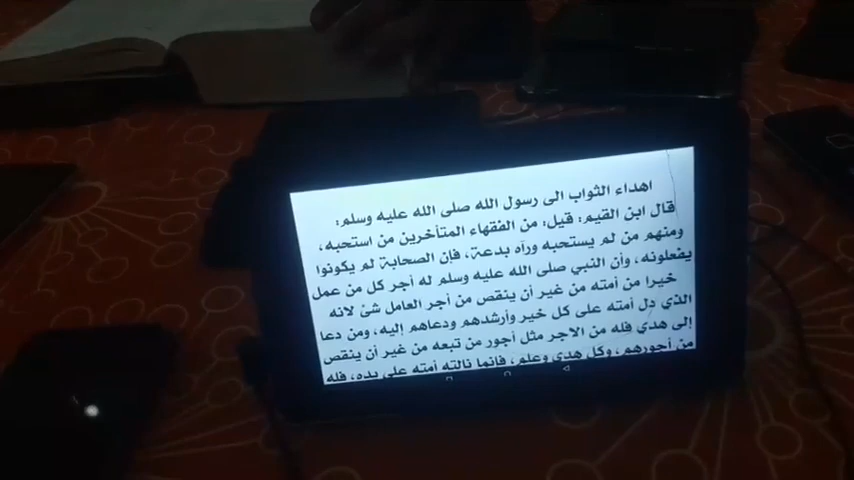 اهداء الثواب الى رسول الله صلى الله عليه وسلم:
قال ابن القيم: قيل: من الفقهاء المتأخرين من استحبه،
ومنهم من لم يستحبه ورآه بدعة، فإن الصحابة لم يكونوا
يفعلونه، وأن النبي صلى الله عليه وسلم له أجر كل من عمل
خيرا من أمته من غير أن ينقص من أجر العامل شئ لانه
الذي دل أمته على كل خير وأرشدهم ودعاهم إليه، ومن دعا
إلى هدى فله من الاجر مثل أجور من تبعه من غير أن ينقص
من أجورهم، وكل هدى وعلم، فإنما نالته أمته على يده، فله